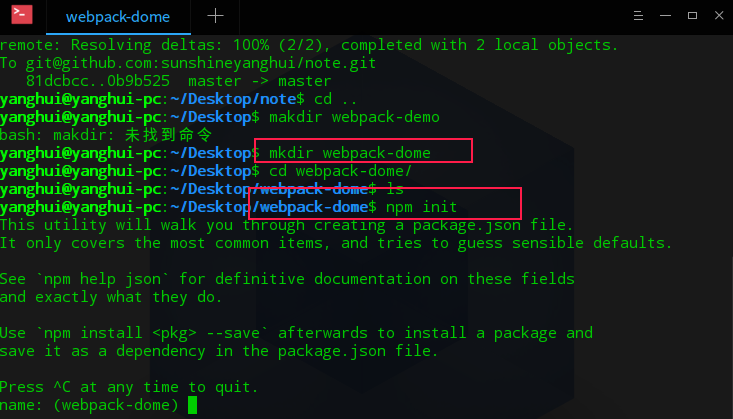 webpack-dome
remote: Resolving deltas: 100% (2/2), completed with 2 local objects.
To git@github.com:sunshineyanghui/note.git
   81dcbcc..0b9b525  master -> master
yanghui@yanghui-pc:~/Desktop/note$ cd ..
yanghui@yanghui-pc:~/Desktop$ makdir webpack-demo
bash: makdir: 未找到命令
yanghui@yanghui-pc:~/Desktop$ mkdir webpack-dome
yanghui@yanghui-pc:~/Desktop$ cd webpack-dome/
yanghui@yanghui-pc:~/Desktop/webpack-dome$ ls
yanghui@yanghui-pc:~/Desktop/webpack-dome$ npm init
This utility will walk you through creating a package.json file.
It only covers the most common items, and tries to guess sensible defaults.
See `npm help json` for definitive documentation on these fields
and exactly what they do.
Use `npm install <pkg> --save` afterwards to install a package and
save it as a dependency in the package.json file.
Press ^C at any time to quit.
name: (webpack-dome)